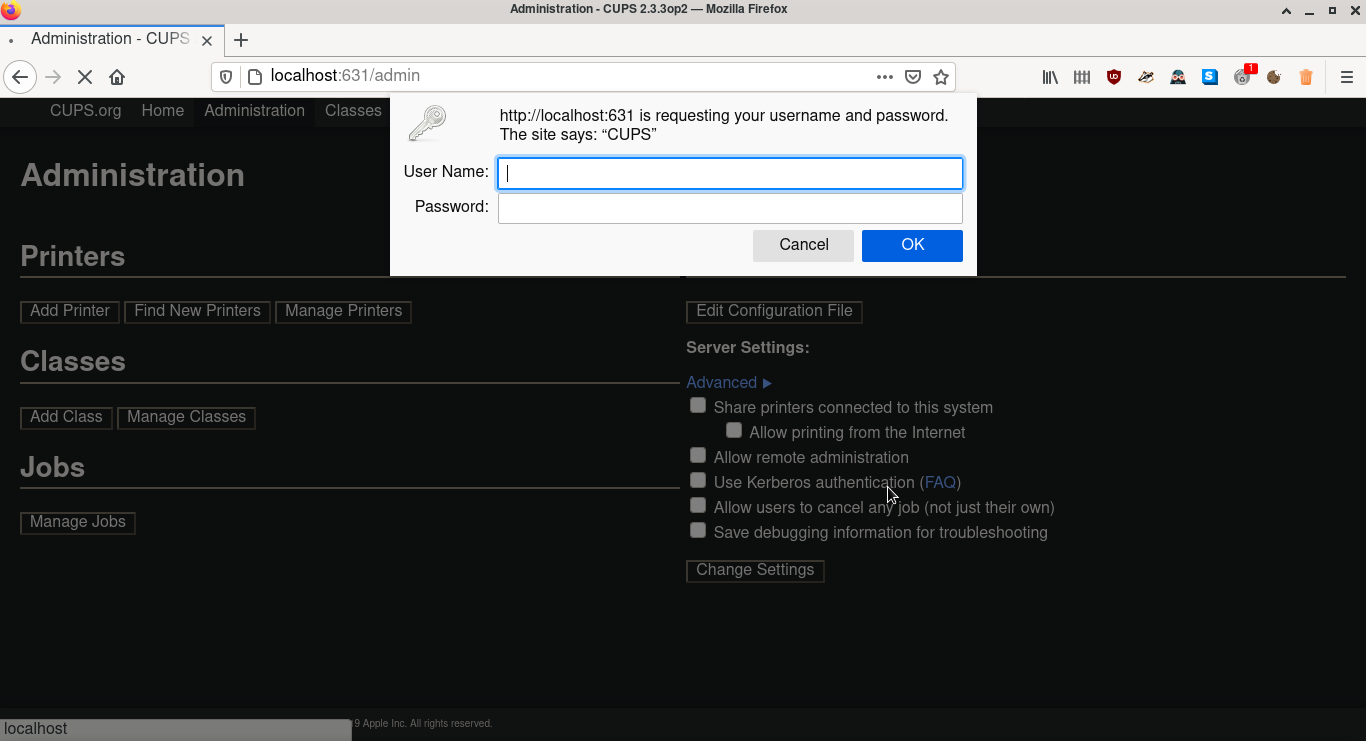 Administration - CUPS 2.3.3op2 — Mozilla Firefox
Administration - CUPS
localhost:631/admin
1
CUPS.org Home Administration Classes
http://localhost:631 is requesting your username and password.
The site says: “CUPS”
User Name:
Password:
Cancel OK
Administration
Printers
Add Printer Find New Printers Manage Printers
Classes
Add Class Manage Classes
Jobs
Manage Jobs
Edit Configuration File
Server Settings:
Advanced ▶
Share printers connected to this system
Allow printing from the Internet
Allow remote administration
Use Kerberos authentication (FAQ)
Allow users to cancel any job (not just their own)
Save debugging information for troubleshooting
Change Settings
9 Apple Inc. All rights reserved.
localhost